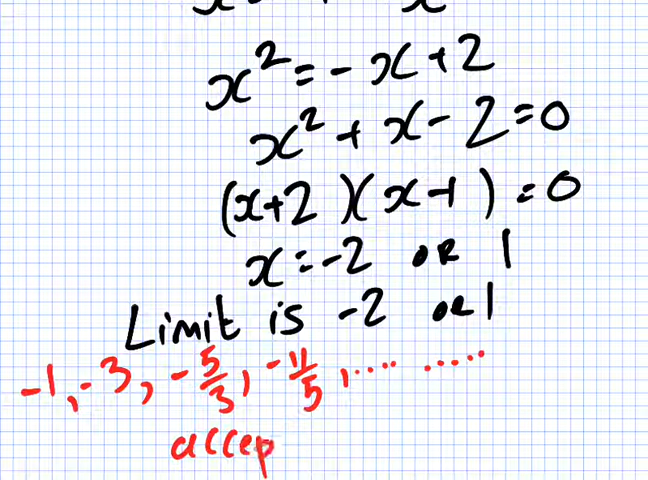 x² = -x + 2
x² + x - 2 = 0
(x+2)(x-1) = 0
x = -2 or 1
Limit is -2 or 1
-1, -3, -5/3, -11/5, .... .....
accep